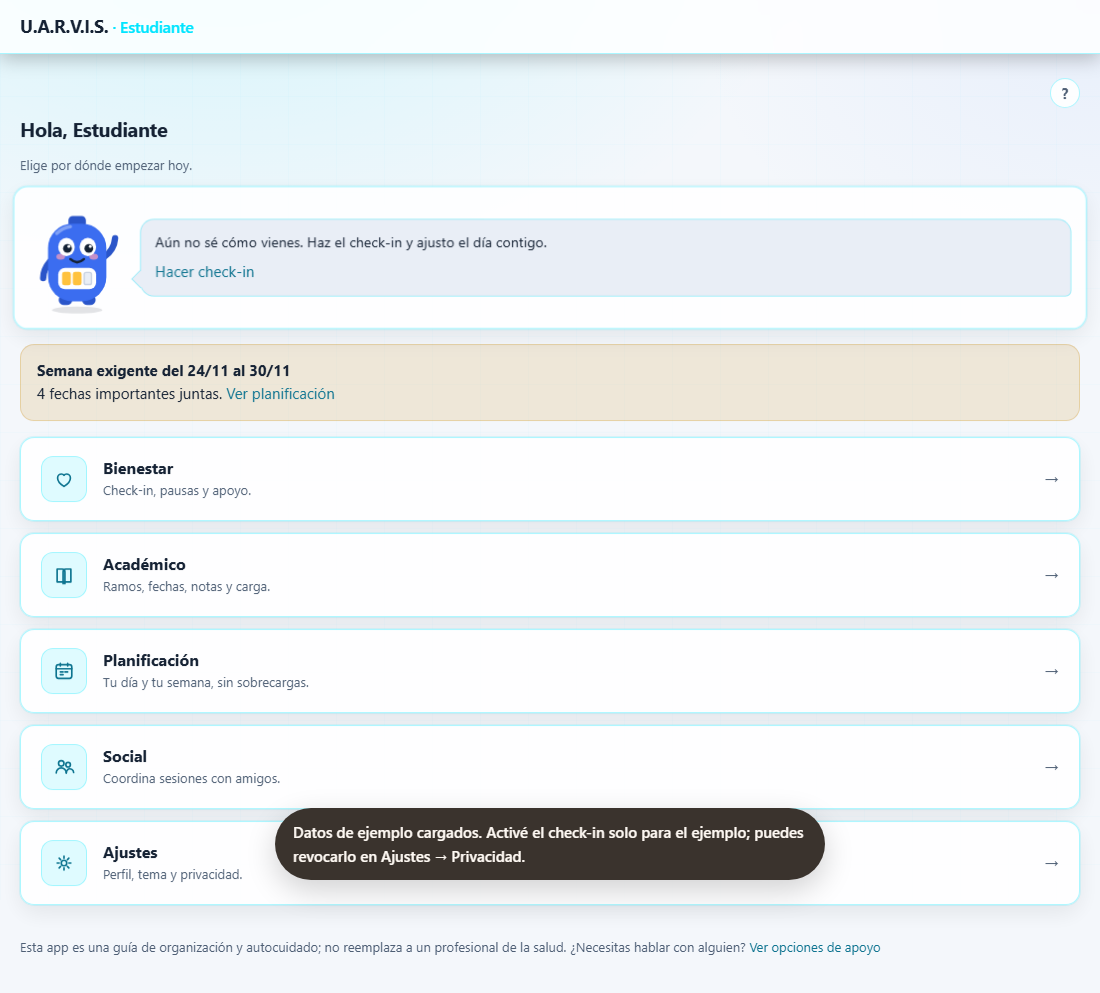 U.A.R.V.I.S. · Estudiante
?
Hola, Estudiante
Elige por dónde empezar hoy.
Aún no sé cómo vienes. Haz el check-in y ajusto el día contigo.
Hacer check-in
Semana exigente del 24/11 al 30/11
4 fechas importantes juntas. Ver planificación
Bienestar
Check-in, pausas y apoyo.
→
Académico
Ramos, fechas, notas y carga.
→
Planificación
Tu día y tu semana, sin sobrecargas.
→
Social
Coordina sesiones con amigos.
→
Datos de ejemplo cargados. Activé el check-in solo para el ejemplo; puedes
revocarlo en Ajustes → Privacidad.
Ajustes
Perfil, tema y privacidad.
→
Esta app es una guía de organización y autocuidado; no reemplaza a un profesional de la salud. ¿Necesitas hablar con alguien? Ver opciones de apoyo